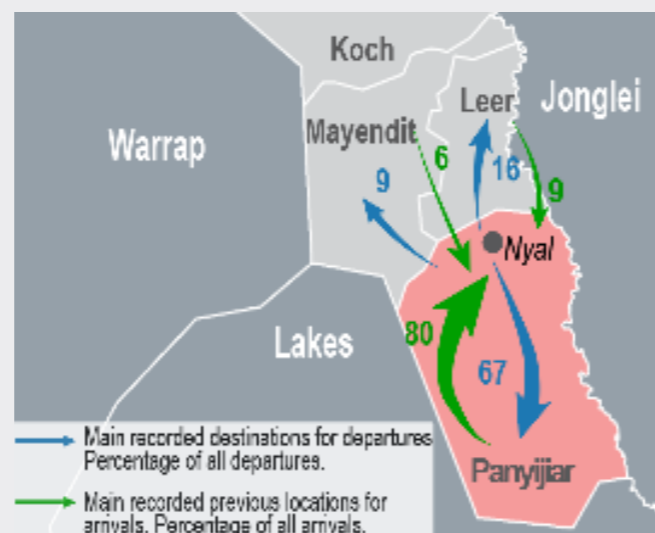 Koch
Leer
Jonglei
Mayendit
Warrap
6
16
9
9
Nyal
80
Lakes
67
Main recorded destinations for departures
Percentage of all departures.
Panyijiar
Main recorded previous locations for
arrivals. Percentage of all arrivals.